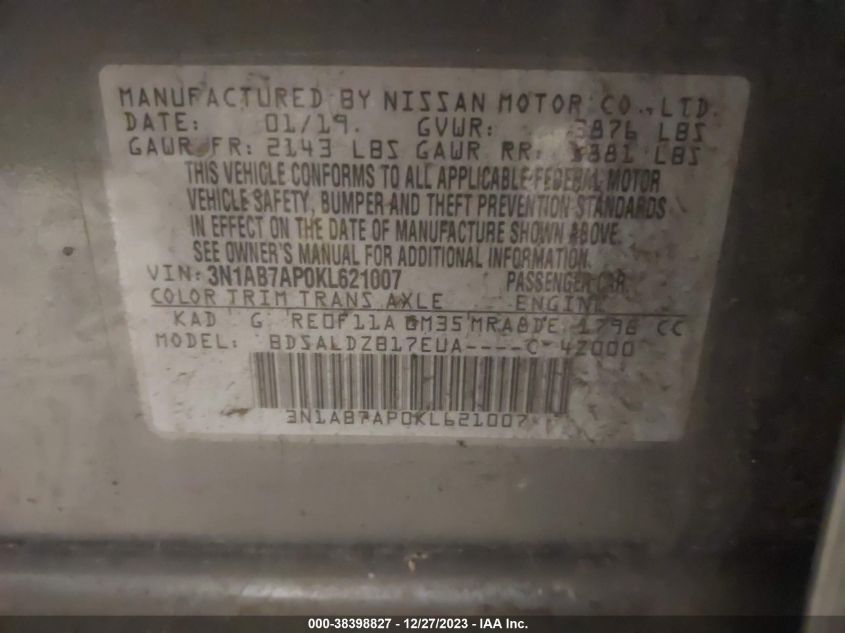 MANUFACTURED BY NISSAN MOTOR CO., LTD.
DATE: 01/19. GVWR: 3876 LBS
GAWR FR: 2143 LBS GAWR RR: 1881 LBS
THIS VEHICLE CONFORMS TO ALL APPLICABLE FEDERAL MOTOR
VEHICLE SAFETY, BUMPER AND THEFT PREVENTION STANDARDS
IN EFFECT ON THE DATE OF MANUFACTURE SHOWN ABOVE.
SEE OWNER'S MANUAL FOR ADDITIONAL INFORMATION.
VIN: 3N1AB7AP0KL621007 PASSENGER CAR
COLOR TRIM TRANS AXLE ENGINE
KAD G RE0F11A GM35 MRA8DE 1798 CC
MODEL: BDSALDZB17EUA----C-42000
3N1AB7AP0KL621007
000-38398827 - 12/27/2023 - IAA Inc.